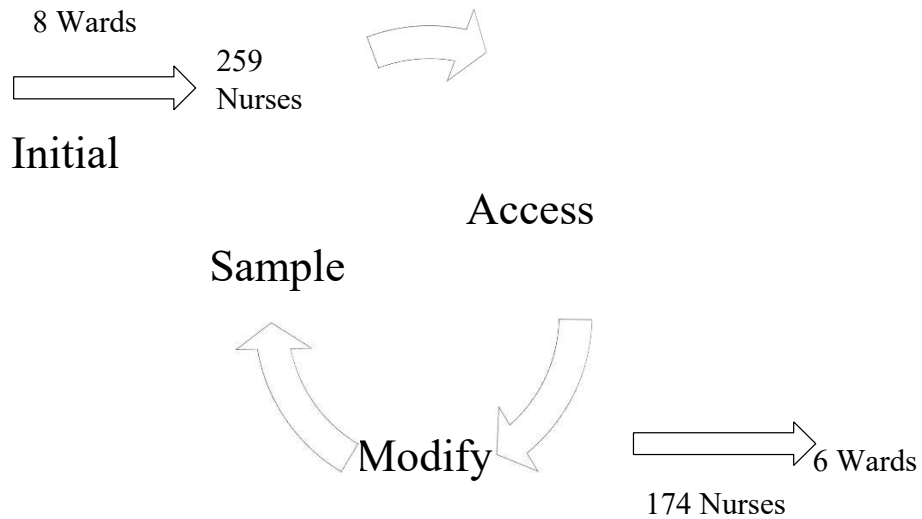 8 Wards
259
Nurses
Initial
Access
Sample
Modify
6 Wards
174 Nurses